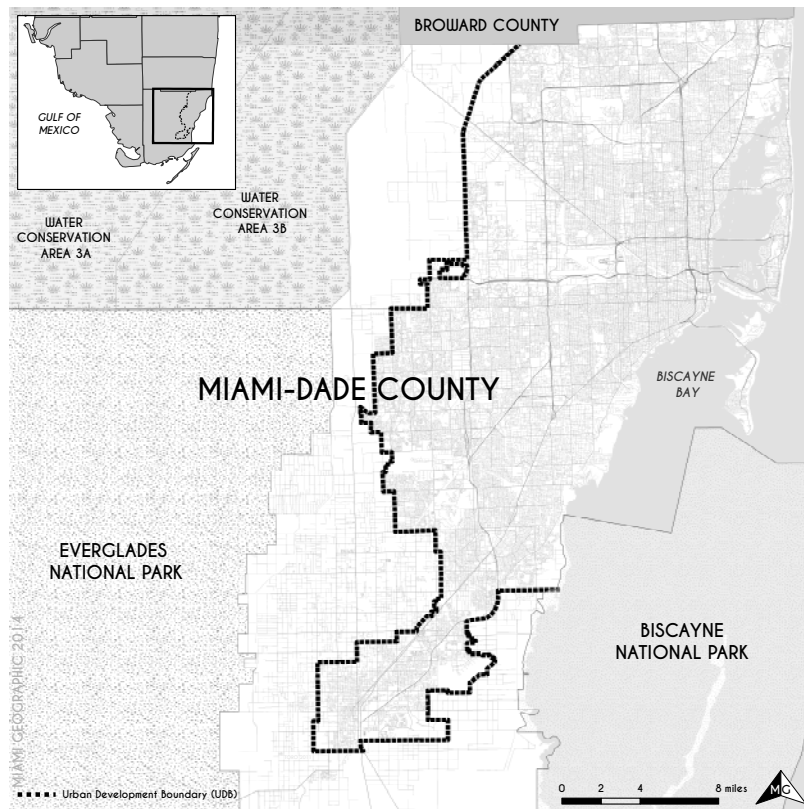 BROWARD COUNTY
GULF OF
MEXICO
WATER
CONSERVATION
AREA 3B
WATER
CONSERVATION
AREA 3A
MIAMI-DADE COUNTY
BISCAYNE
BAY
EVERGLADES
NATIONAL PARK
BISCAYNE
NATIONAL PARK
MIAMI GEOGRAPHIC 2014
Urban Development Boundary (UDB)
0 2 4 8 miles
MG